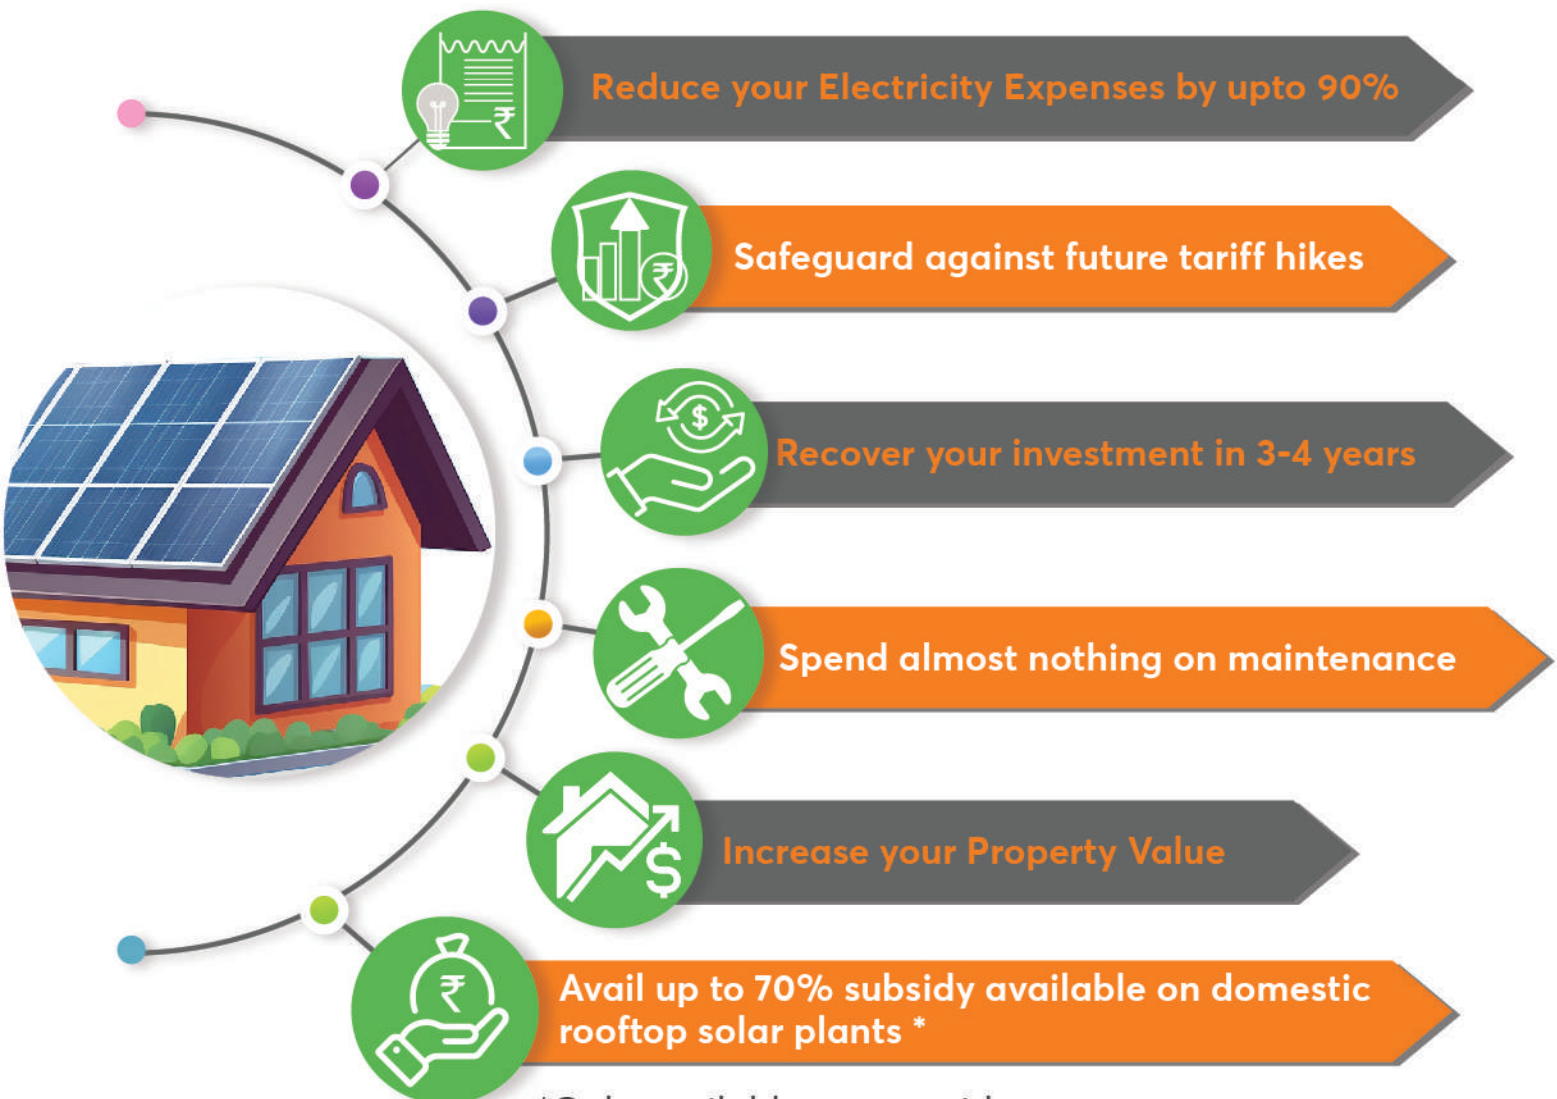 Reduce your Electricity Expenses by upto 90%
Safeguard against future tariff hikes
Recover your investment in 3-4 years
Spend almost nothing on maintenance
Increase your Property Value
Avail up to 70% subsidy available on domestic
rooftop solar plants *